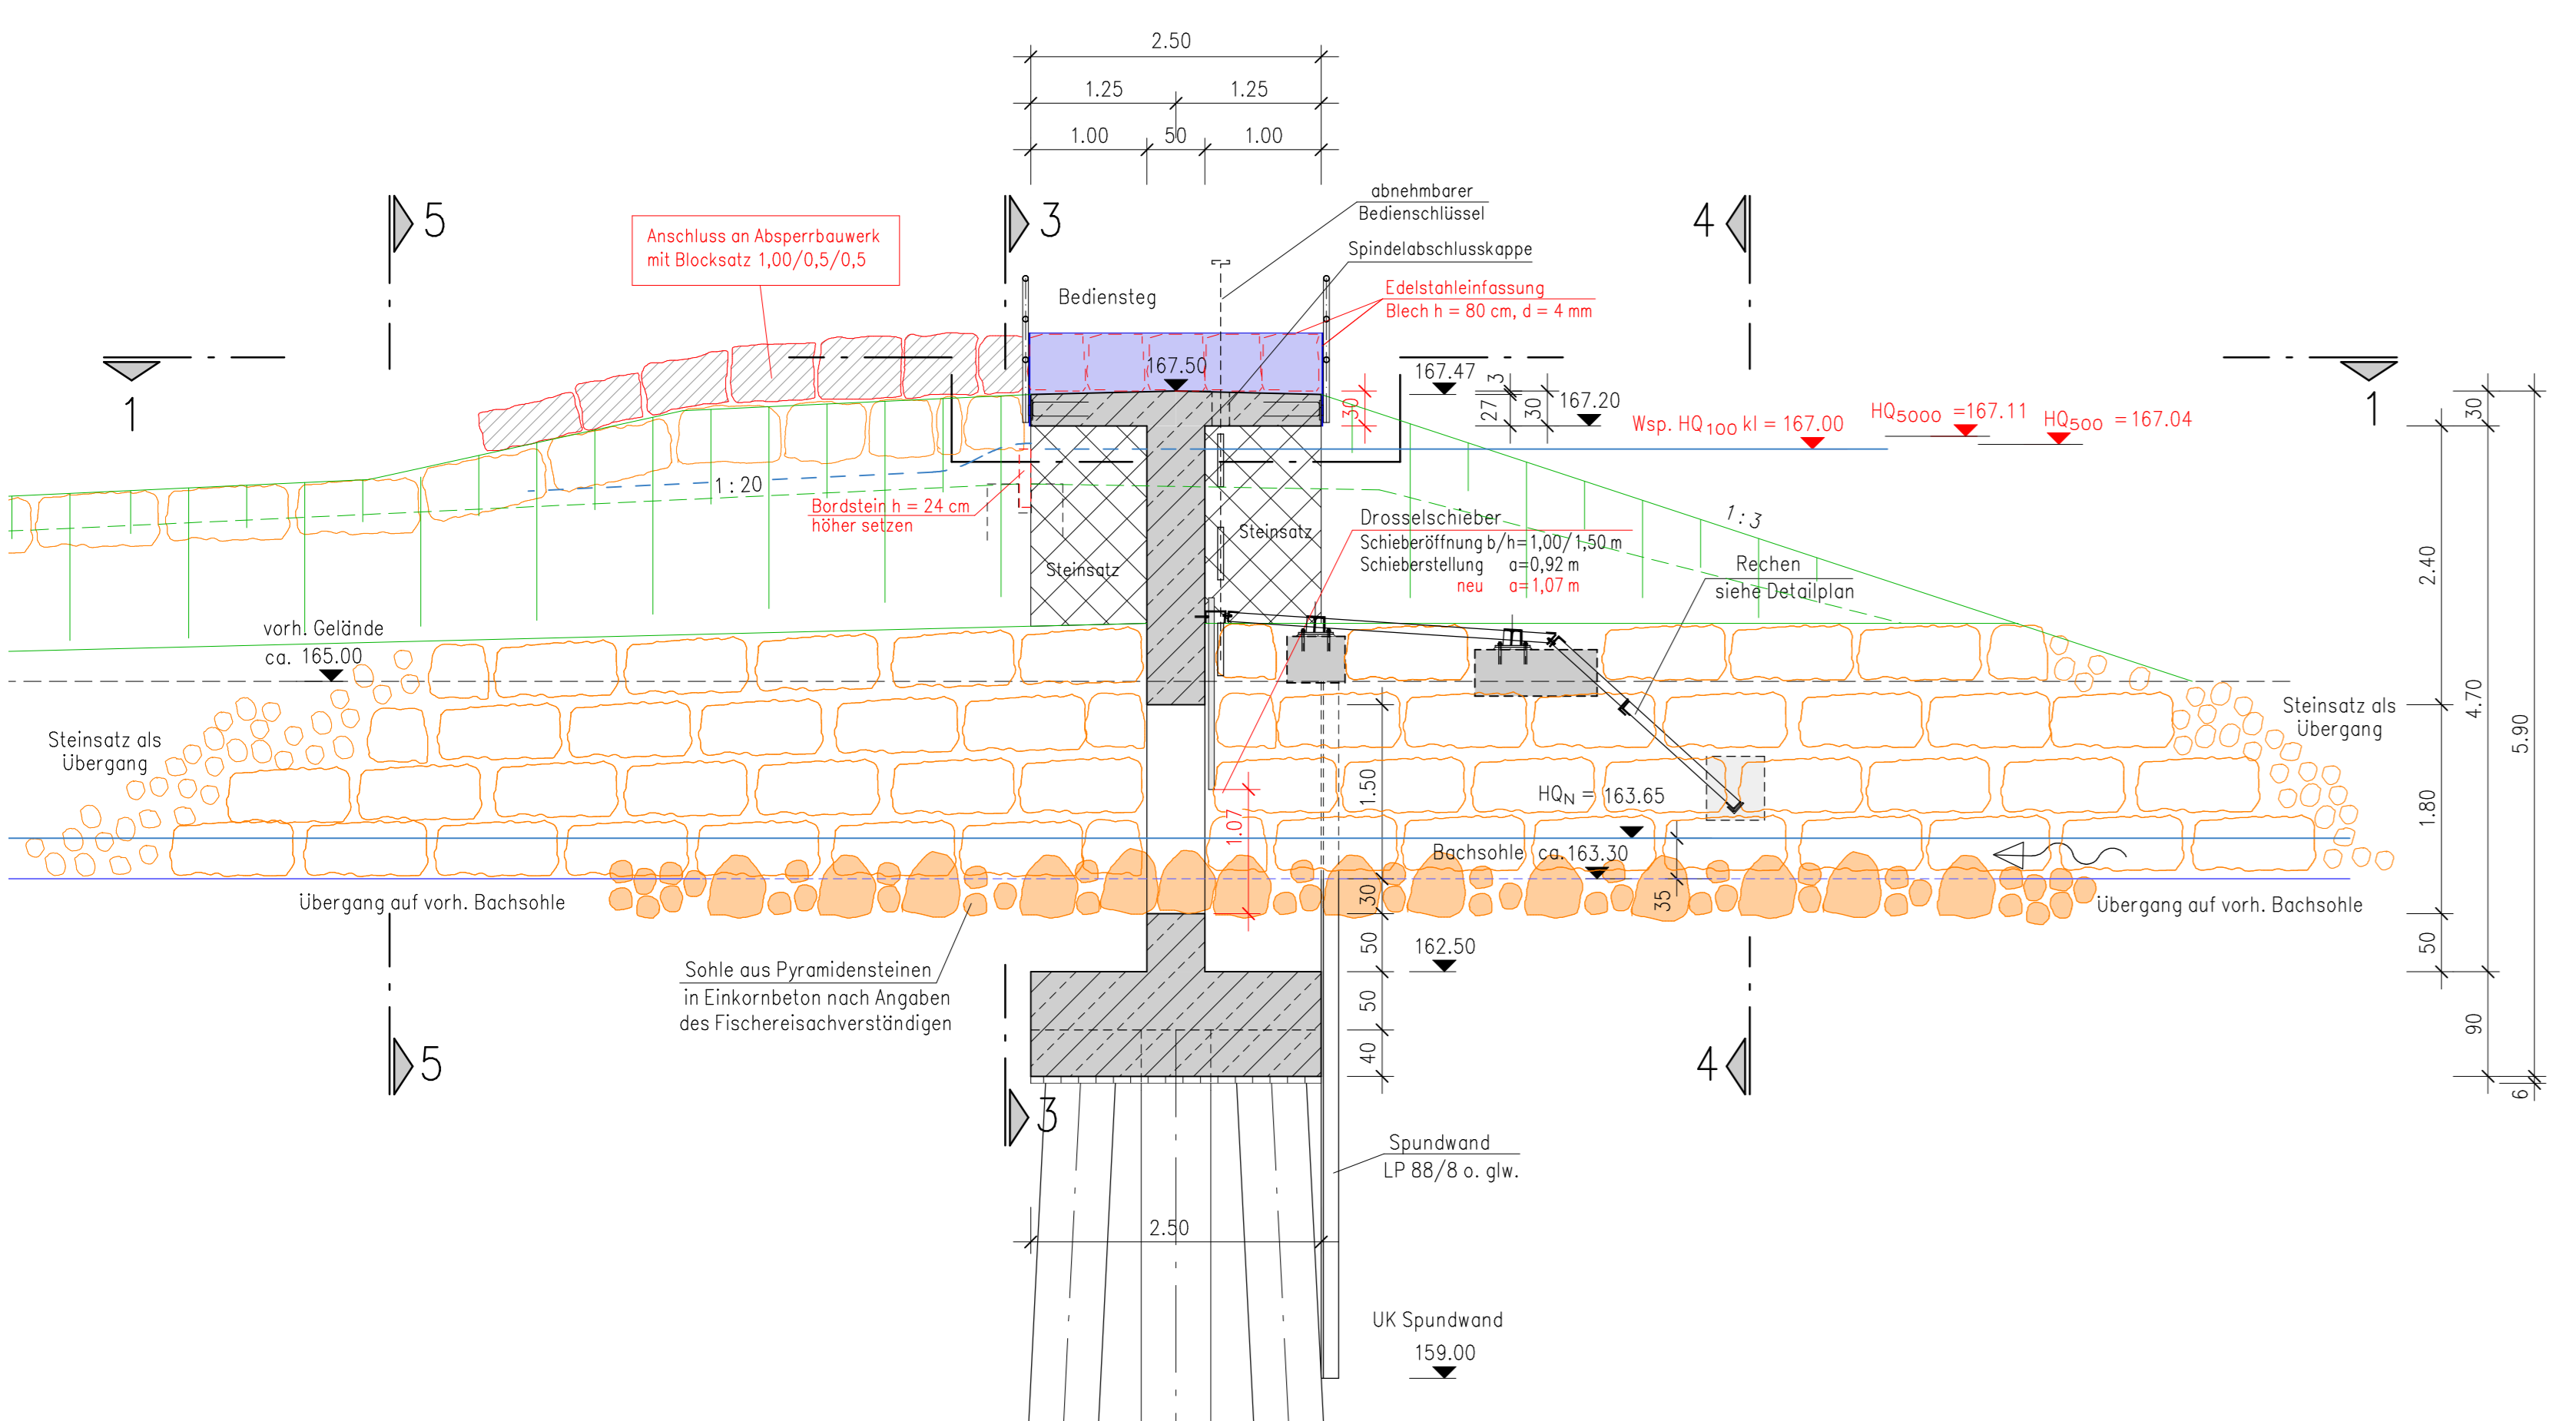 2.50
1.25
1.25
1.00
50
1.00
5
3
4
abnehmbarer
Bedienschlüssel
Anschluss an Absperrbauwerk
mit Blocksatz 1,00/0,5/0,5
Spindelabschlusskappe
Bediensteg
Edelstahleinfassung
Blech h = 80 cm, d = 4 mm
1
167.50
30
167.47
3
27
30
167.20
Wsp. HQ100 kl = 167.00
HQ5000 =167.11
HQ500 =167.04
1
30
1:20
Bordstein h = 24 cm
höher setzen
Steinsatz
Steinsatz
Drosselschieber
Schieberöffnung b/h=1,00/1,50 m
Schieberstellung a=0,92 m
neu a=1,07 m
1:3
Rechen
siehe Detailplan
2.40
vorh. Gelände
ca. 165.00
Steinsatz als
Übergang
Steinsatz als
Übergang
4.70
5.90
1.50
1.07
HQN = 163.65
1.80
Bachsohle ca.163.30
35
30
Übergang auf vorh. Bachsohle
Übergang auf vorh. Bachsohle
50
162.50
50
Sohle aus Pyramidensteinen
in Einkornbeton nach Angaben
des Fischereisachverständigen
50
40
90
6
5
3
4
Spundwand
LP 88/8 o. glw.
2.50
UK Spundwand
159.00